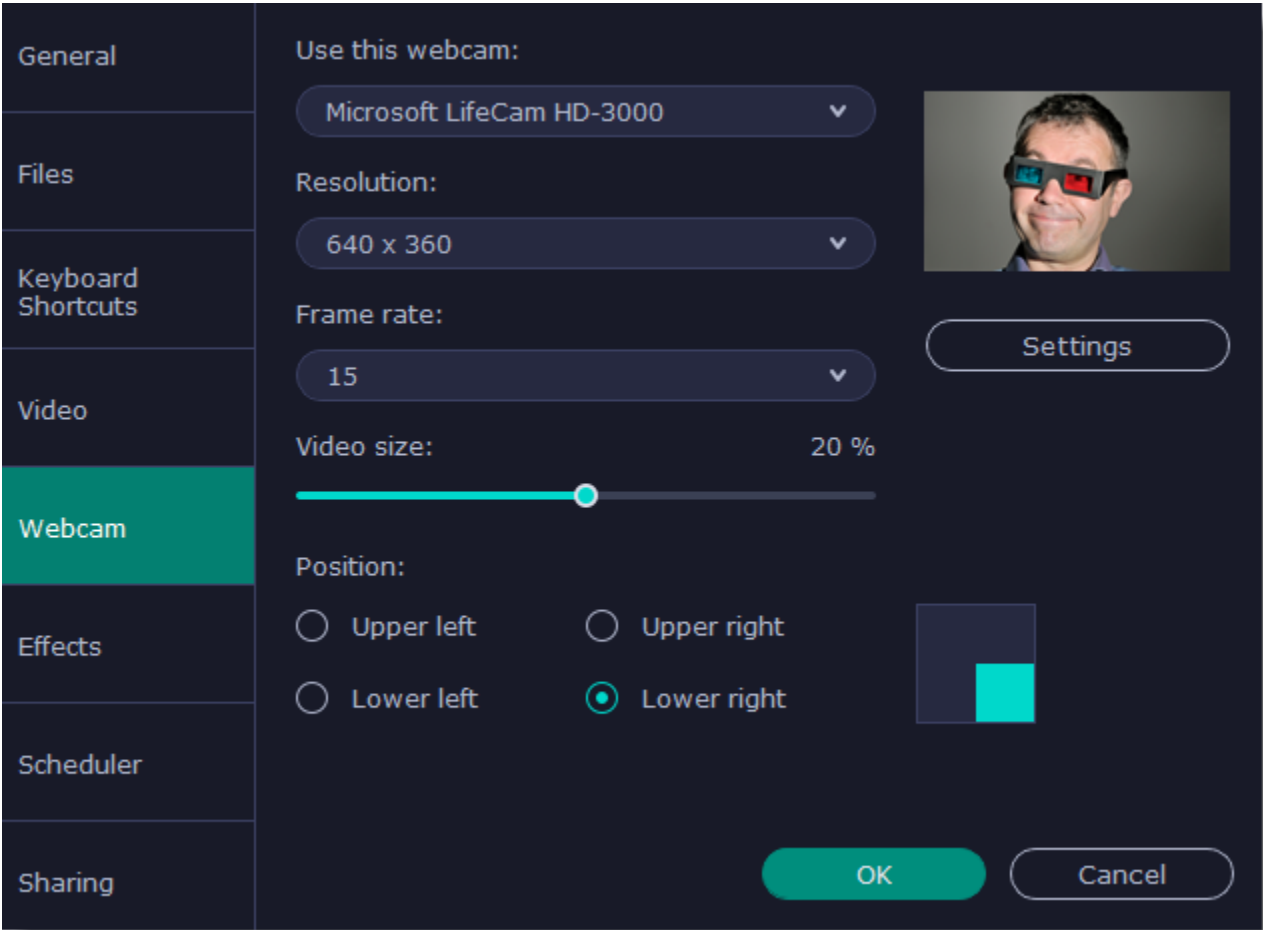 General
Files
Keyboard
Shortcuts
Video
Webcam
Effects
Scheduler
Sharing
Use this webcam:
Microsoft LifeCam HD-3000
Resolution:
640 x 360
Frame rate:
15
Video size:
20 %
Position:
Upper left
Upper right
Lower left
Lower right
Settings
OK
Cancel